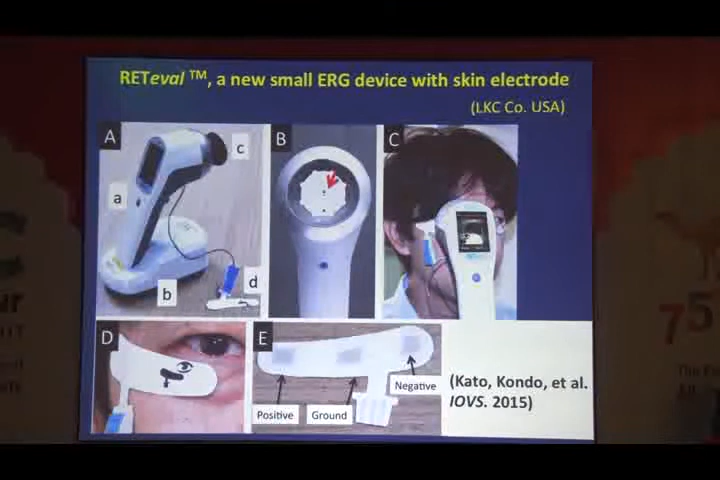 RETeval ™, a new small ERG device with skin electrode
(LKC Co. USA)
A
a
b
c
d
B
C
D
E
Positive
Ground
Negative
(Kato, Kondo, et al.
IOVS. 2015)
75